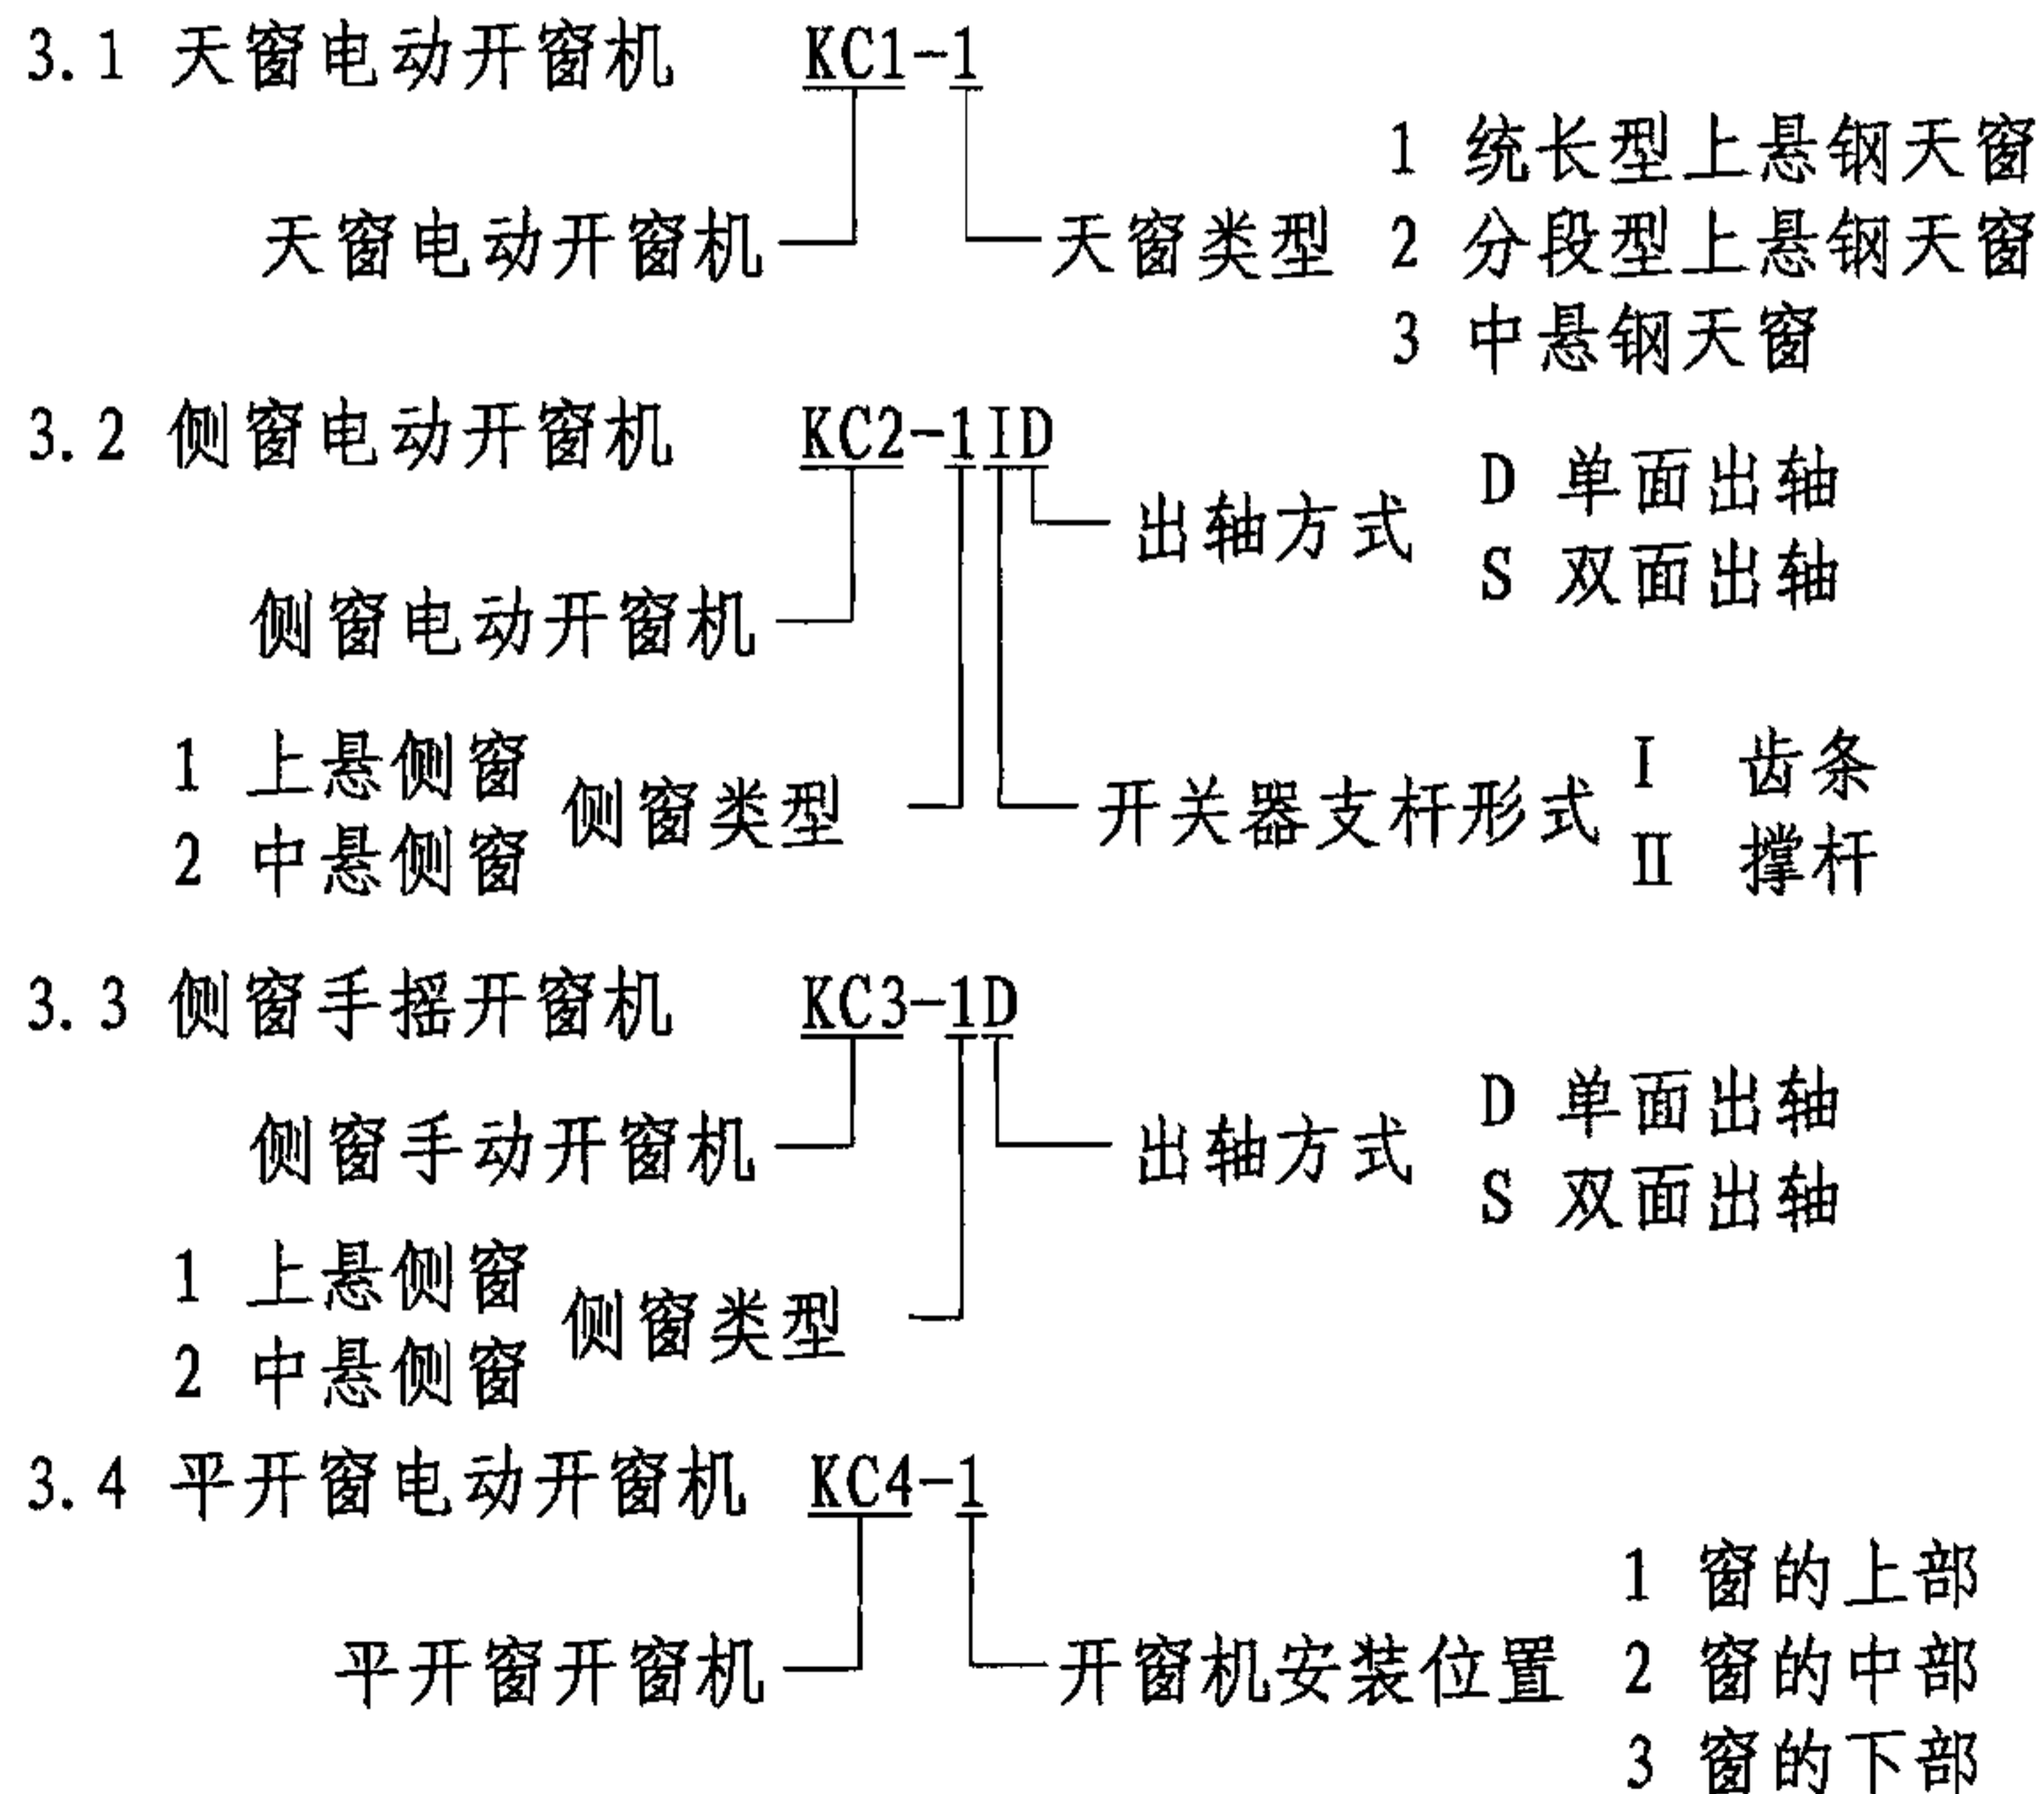 3.1 天窗电动开窗机 KC1-1
1 统长型上悬钢天窗
天窗电动开窗机 天窗类型 2 分段型上悬钢天窗
3 中悬钢天窗
3.2 侧窗电动开窗机 KC2-1ID
D 单面出轴
出轴方式
S 双面出轴
侧窗电动开窗机
1 上悬侧窗
2 中悬侧窗
侧窗类型
开关器支杆形式
I 齿条
II 撑杆
3.3 侧窗手摇开窗机 KC3-1D
D 单面出轴
侧窗手动开窗机 出轴方式
S 双面出轴
1 上悬侧窗
侧窗类型
2 中悬侧窗
3.4 平开窗电动开窗机 KC4-1
1 窗的上部
平开窗开窗机 开窗机安装位置 2 窗的中部
3 窗的下部